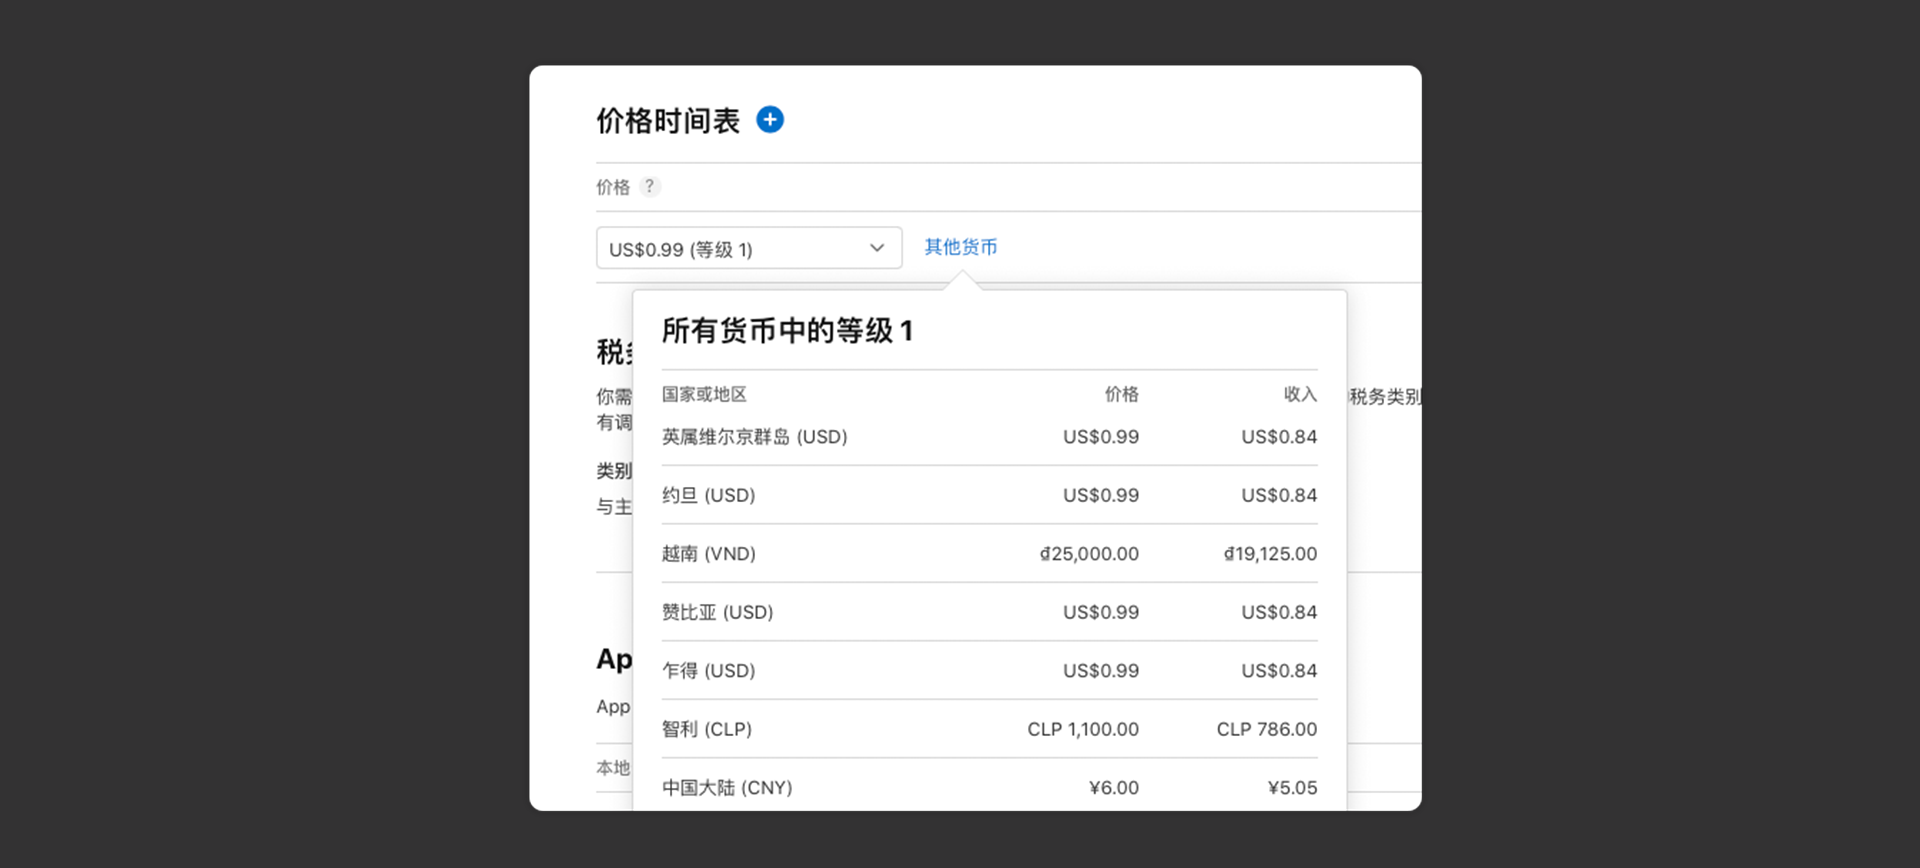 价格时间表
价格 ?
US$0.99 (等级 1) 其他货币
所有货币中的等级 1
国家或地区 价格 收入
英属维尔京群岛 (USD) US$0.99 US$0.84
约旦 (USD) US$0.99 US$0.84
越南 (VND) ₫25,000.00 ₫19,125.00
赞比亚 (USD) US$0.99 US$0.84
乍得 (USD) US$0.99 US$0.84
智利 (CLP) CLP 1,100.00 CLP 786.00
中国大陆 (CNY) ¥6.00 ¥5.05
税
你需 税务类别
有调
类别
与主
Ap
App
本地